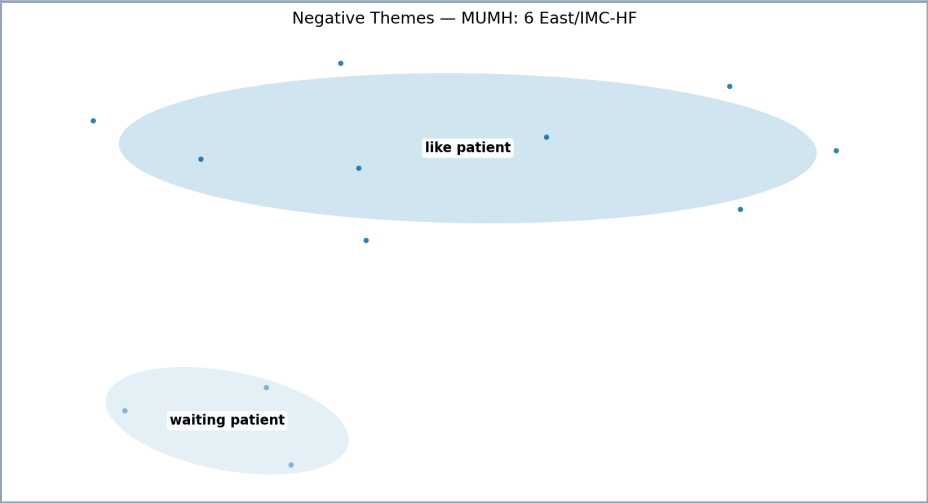 Negative Themes — MUMH: 6 East/IMC-HF
like patient
waiting patient